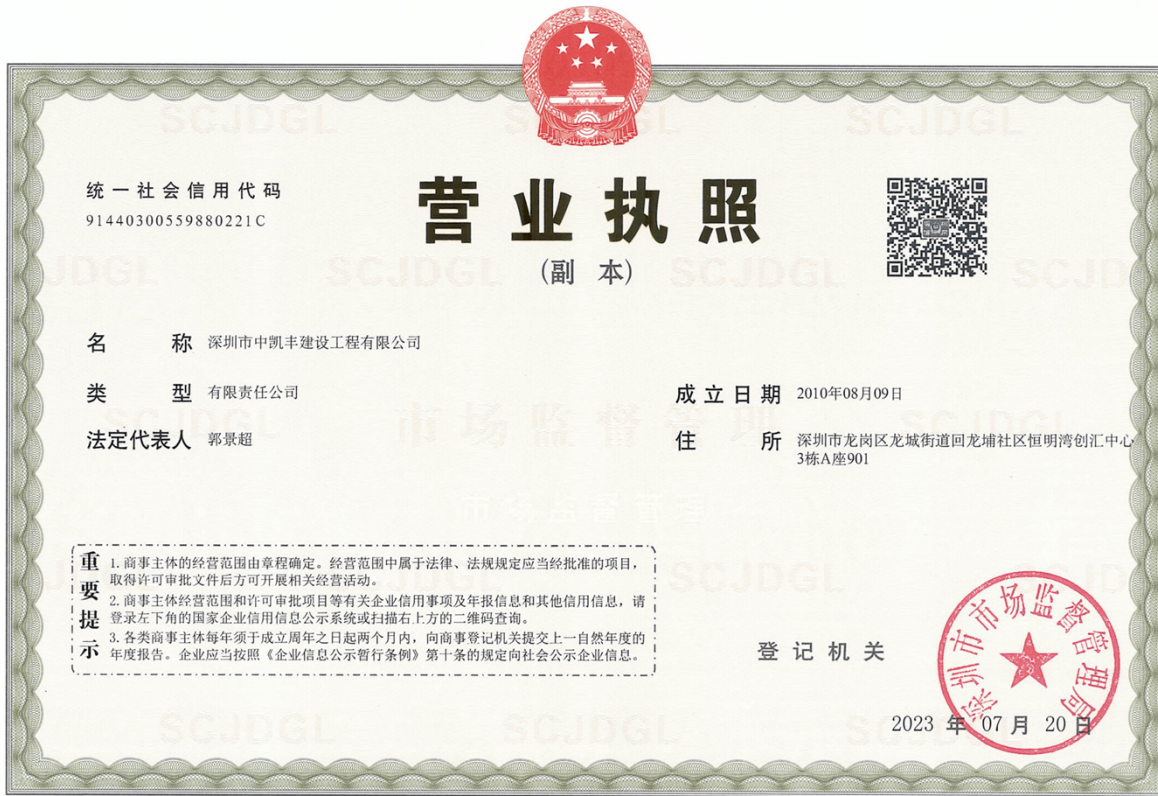 统一社会信用代码
91440300559880221C
营业执照
(副 本)
名 称 深圳市中凯丰建设工程有限公司
类 型 有限责任公司
法定代表人 郭景超
成立日期 2010年08月09日
住 所 深圳市龙岗区龙城街道回龙埔社区恒明湾创汇中心
3栋A座901
重要提示
1. 商事主体的经营范围由章程确定。经营范围中属于法律、法规规定应当经批准的项目,
取得许可审批文件后方可开展相关经营活动。
2. 商事主体经营范围和许可审批项目等有关企业信用事项及年报信息和其他信用信息,请
登录左下角的国家企业信用信息公示系统或扫描右上方的二维码查询。
3. 各类商事主体每年须于成立周年之日起两个月内,向商事登记机关提交上一自然年度的
年度报告。企业应当按照《企业信息公示暂行条例》第十条的规定向社会公示企业信息。
登记机关
深圳市市场监督管理局
2023 年 07 月 20 日
SCJDGL
市场监督管理